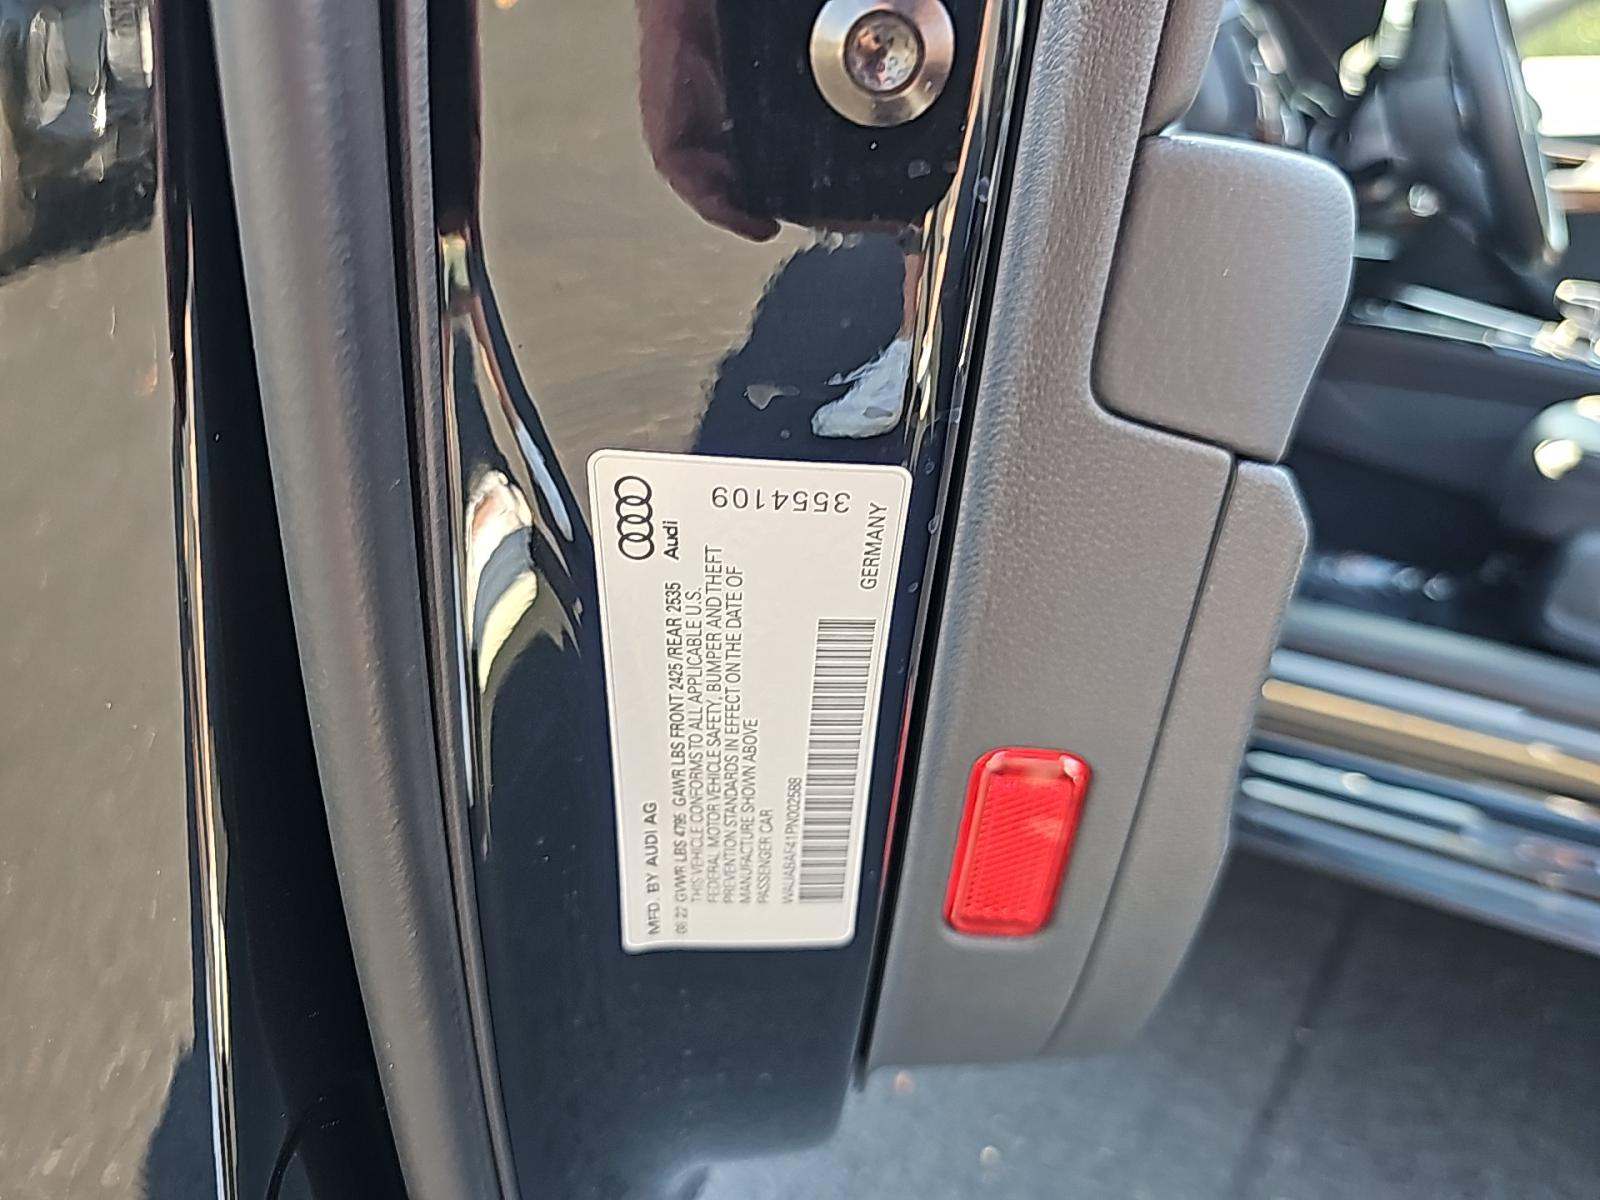 Audi
MFD. BY AUDI AG
06 22 GVWR LBS 4795 GAWR LBS FRONT 2425 /REAR 2535
THIS VEHICLE CONFORMS TO ALL APPLICABLE U.S.
FEDERAL MOTOR VEHICLE SAFETY, BUMPER AND THEFT
PREVENTION STANDARDS IN EFFECT ON THE DATE OF
MANUFACTURE SHOWN ABOVE
PASSENGER CAR
WAUABAF41PN002588
3554109
GERMANY